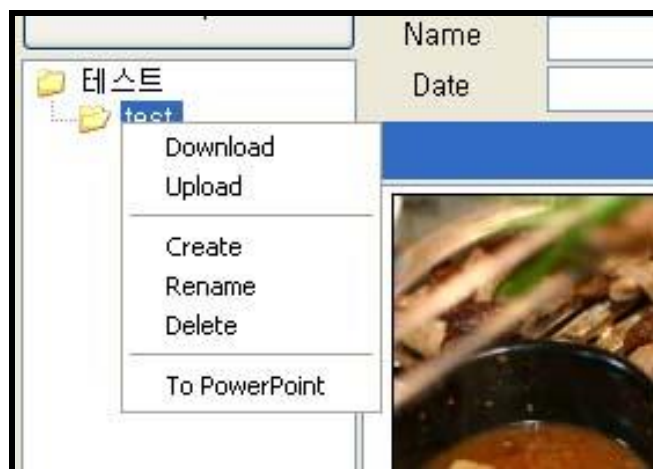 Name
테스트
Date
test
Download
Upload
Create
Rename
Delete
To PowerPoint